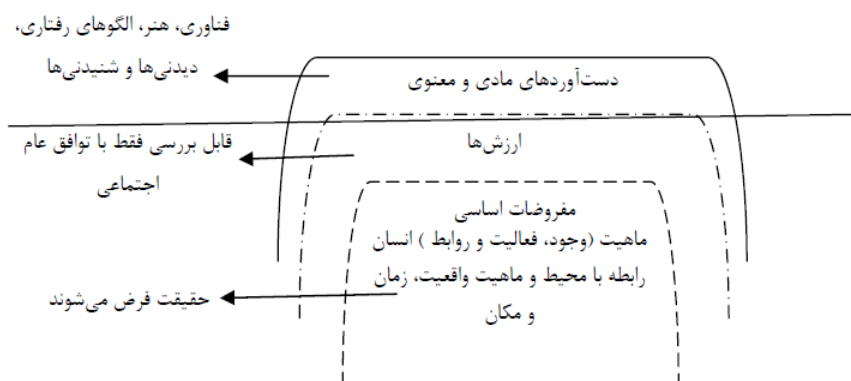 فناوری، هنر، الگوهای رفتاری،
دیدنی‌ها و شنیدنی‌ها
دست‌آوردهای مادی و معنوی
ارزش‌ها
قابل بررسی فقط با توافق عام
اجتماعی
مفروضات اساسی
ماهیت (وجود، فعالیت و روابط ) انسان
رابطه با محیط و ماهیت واقعیت، زمان
و مکان
حقیقت فرض می‌شوند